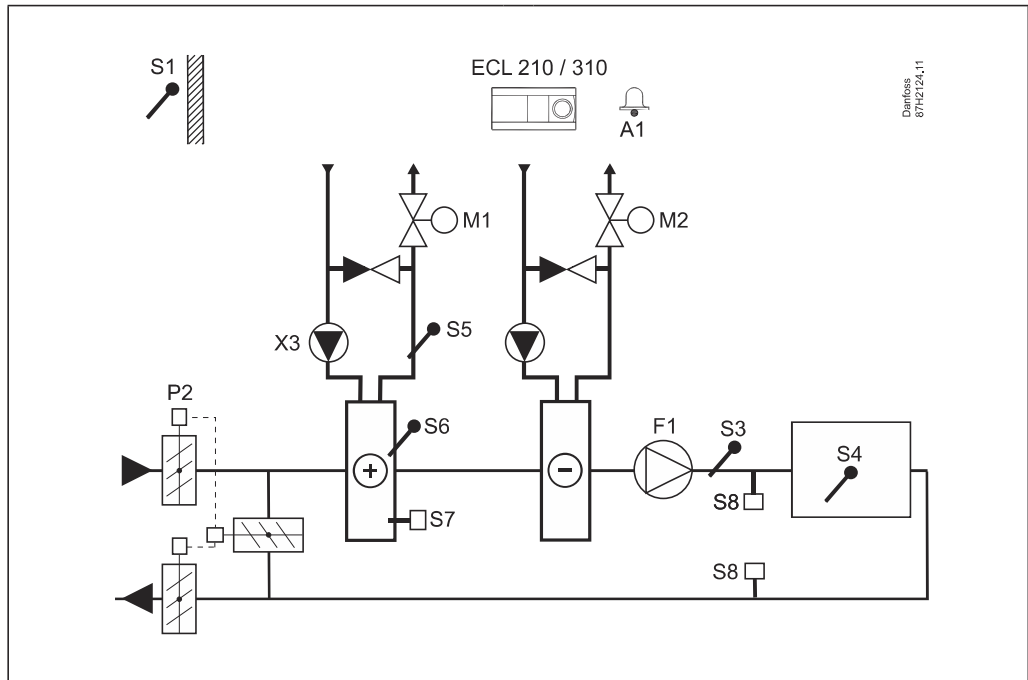 S1
ECL 210 / 310
A1
Danfoss
87H2124.11
M1
M2
X3
S5
P2
S6
F1
S3
S4
S8
S7
S8